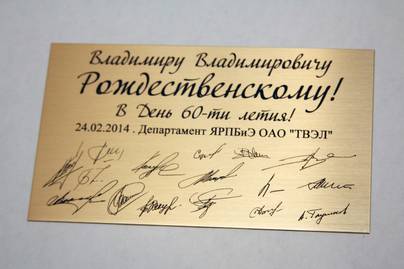 Владимиру Владимировичу
Рождественскому!
В День 60-ти летия!
24.02.2014 . Департамент ЯРПБиЭ ОАО "ТВЭЛ"